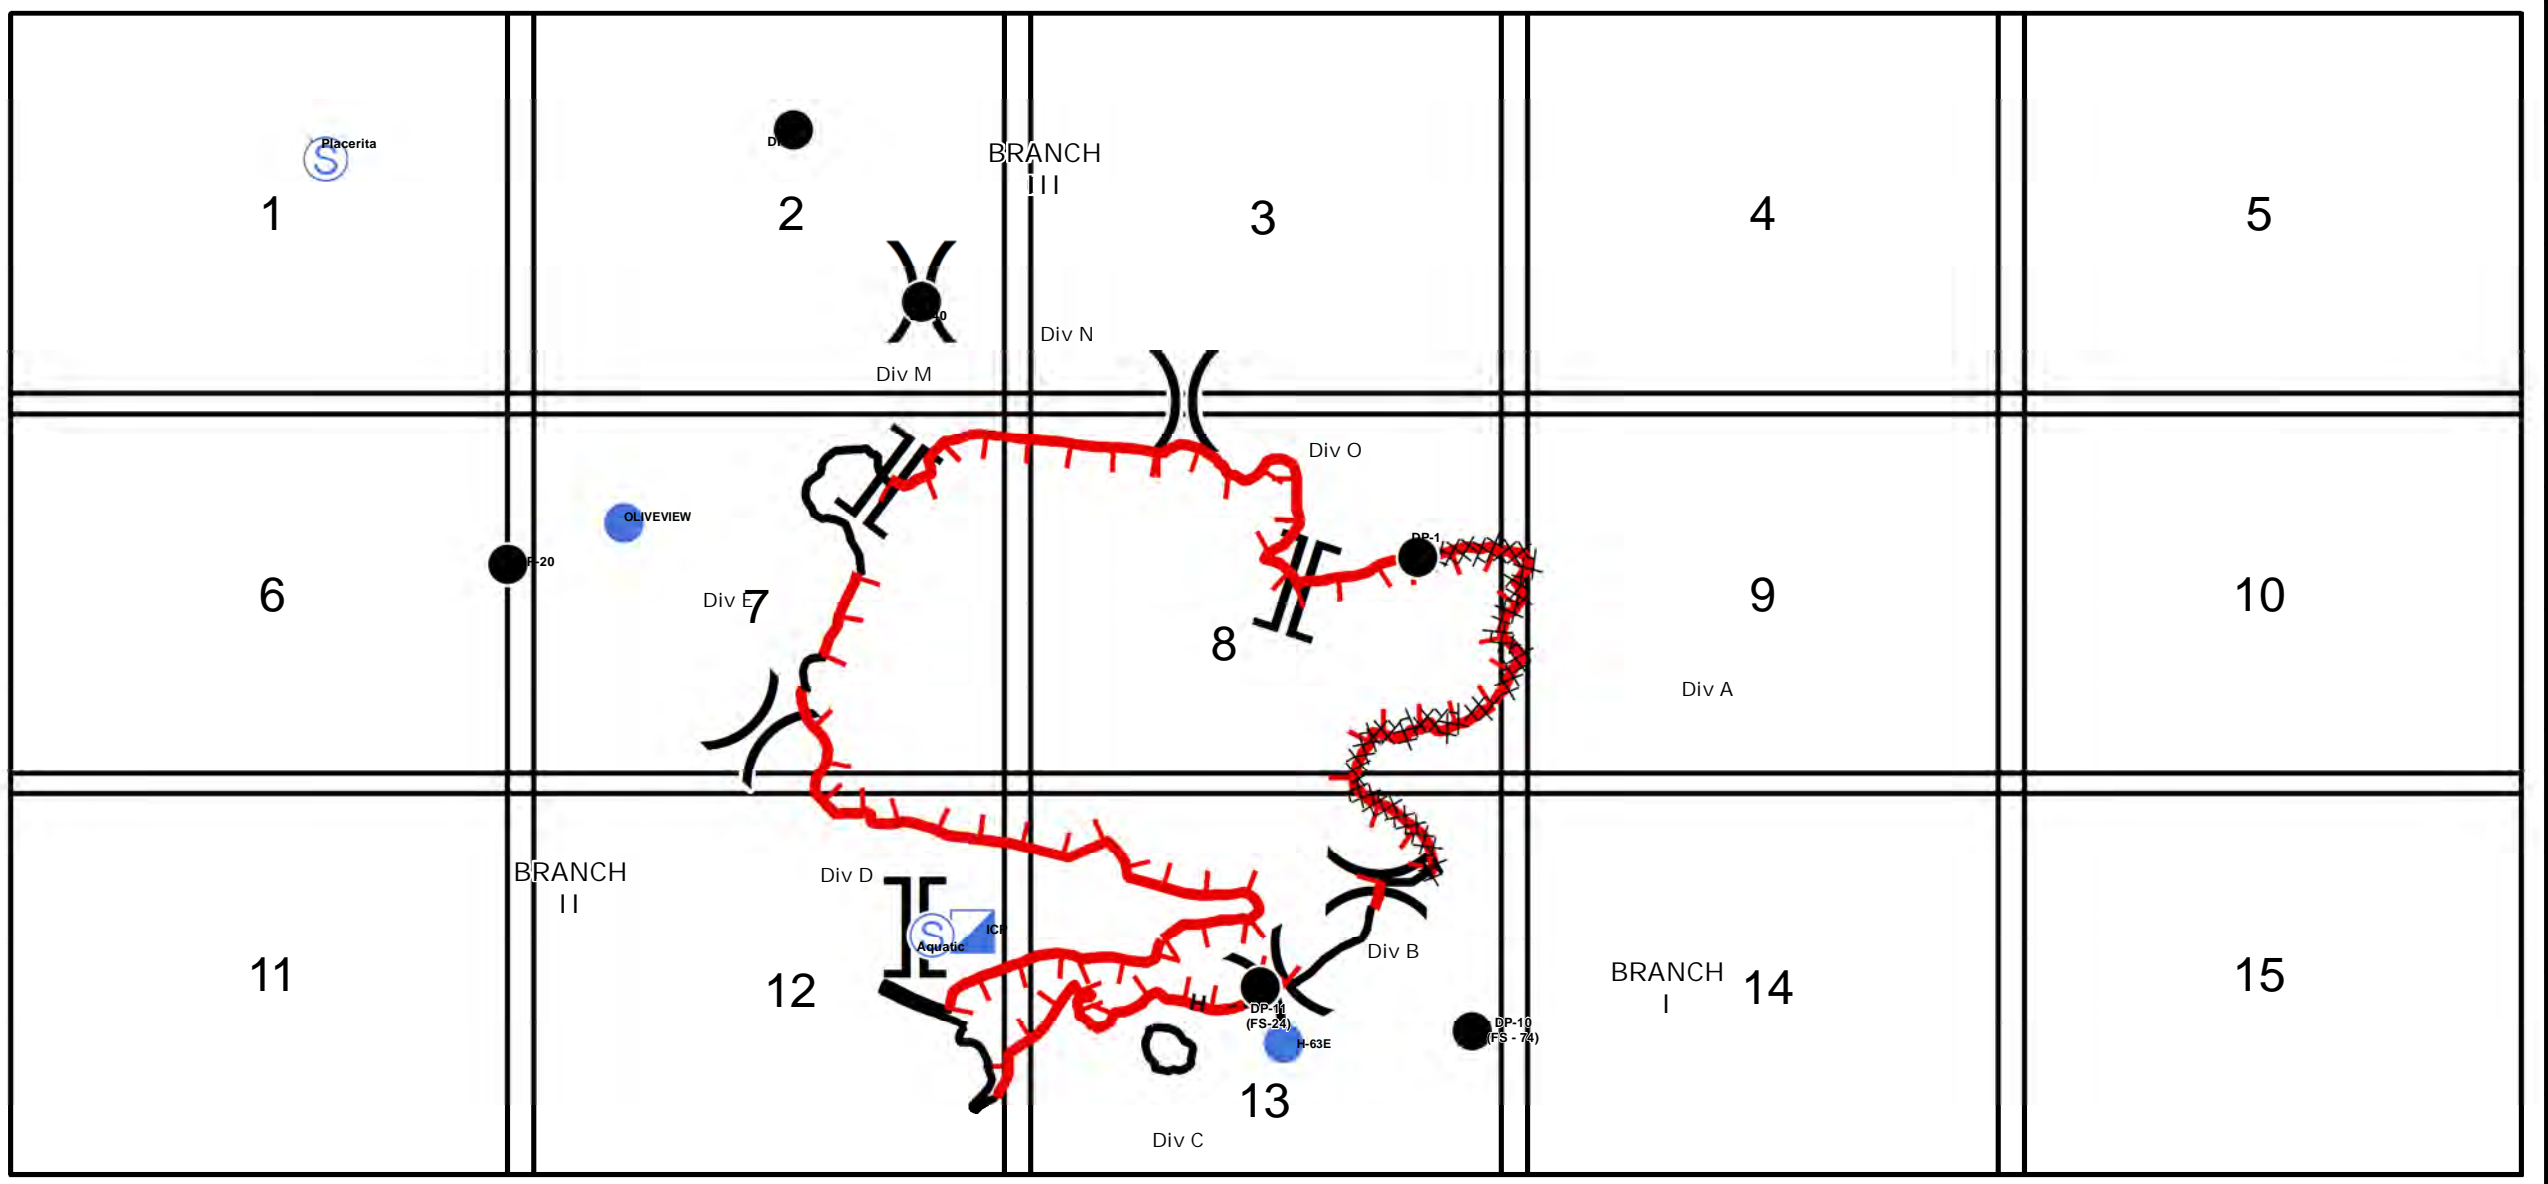 Placerita
S
1
2
BRANCH
III
3
4
5
Div N
Div M
Div O
OLIVEVIEW
DP-1
-20
6
Div E
7
8
9
10
Div A
BRANCH
II
Div D
S
Aquatic
ICP
11
12
Div B
H
DP-11
(FS-24)
H-63E
DP-10
(FS - 74)
BRANCH
I
14
15
13
Div C